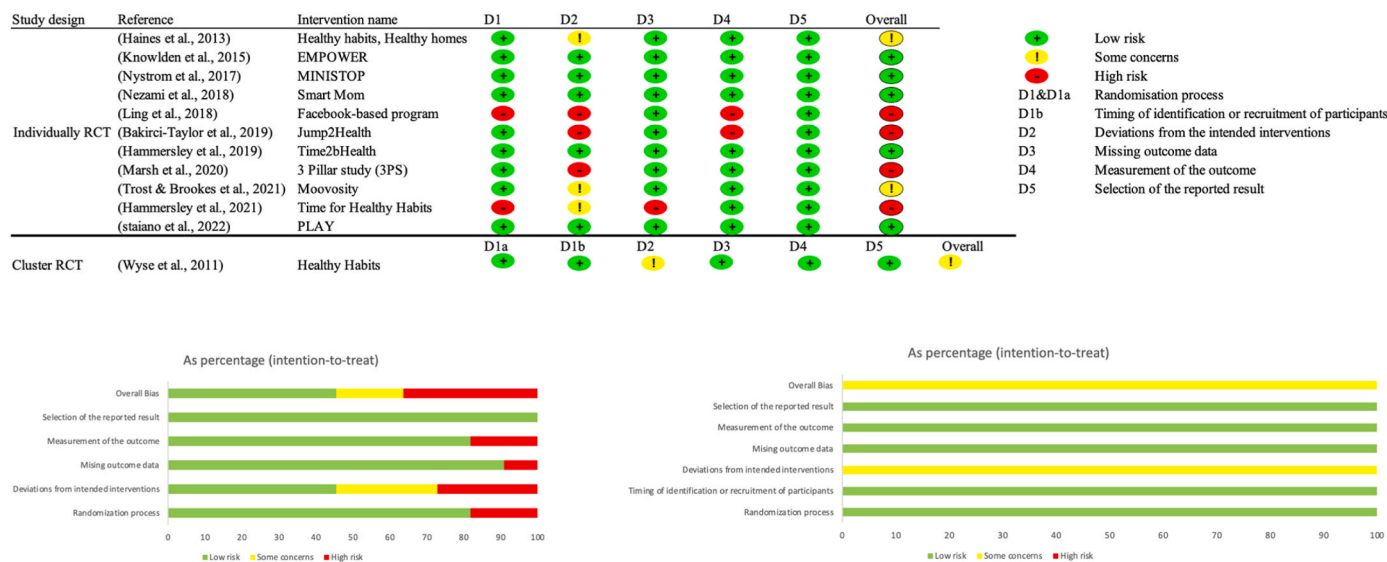 Study design Reference Intervention name D1 D2 D3 D4 D5 Overall
(Haines et al., 2013) Healthy habits, Healthy homes + ! + + + !
(Knowlden et al., 2015) EMPOWER + + + + + +
(Nystrom et al., 2017) MINISTOP + + + + + +
(Nezami et al., 2018) Smart Mom + + + + + +
(Ling et al., 2018) Facebook-based program - - + - + -
Individually RCT (Bakirci-Taylor et al., 2019) Jump2Health + - + - + -
(Hammersley et al., 2019) Time2bHealth + + + + + +
(Marsh et al., 2020) 3 Pillar study (3PS) + - + + + -
(Trost & Brookes et al., 2021) Moovosity + ! + + + !
(Hammersley et al., 2021) Time for Healthy Habits - ! - + + -
(staiano et al., 2022) PLAY + + + + + +
D1a D1b D2 D3 D4 D5 Overall
Cluster RCT (Wyse et al., 2011) Healthy Habits + + ! + + + !
+ Low risk
! Some concerns
- High risk
D1&D1a Randomisation process
D1b Timing of identification or recruitment of participants
D2 Deviations from the intended interventions
D3 Missing outcome data
D4 Measurement of the outcome
D5 Selection of the reported result
As percentage (intention-to-treat)
Overall Bias
Selection of the reported result
Measurement of the outcome
Mising outcome data
Deviations from intended interventions
Randomization process
0 10 20 30 40 50 60 70 80 90 100
Low risk Some concerns High risk
As percentage (intention-to-treat)
Overall Bias
Selection of the reported result
Measurement of the outcome
Mising outcome data
Deviations from intended interventions
Timing of identification or recruitment of participants
Randomization process
0 10 20 30 40 50 60 70 80 90 100
Low risk Some concerns High risk